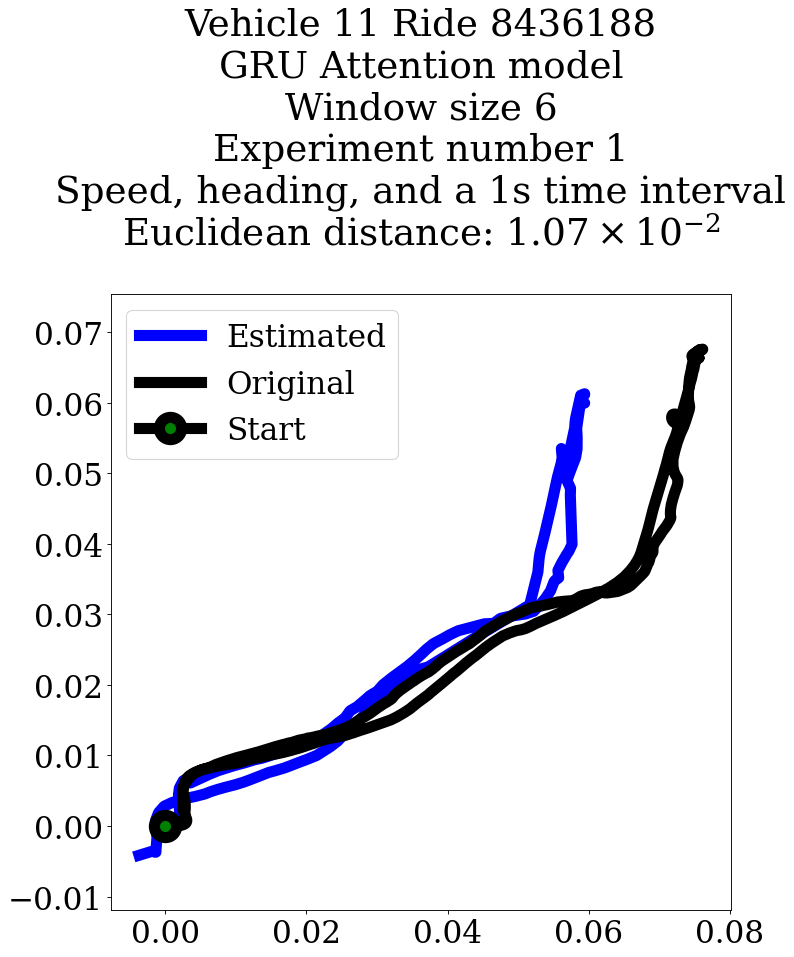 Vehicle 11 Ride 8436188
GRU Attention model
Window size 6
Experiment number 1
Speed, heading, and a 1s time interval
Euclidean distance: 1.07 × 10⁻²
Estimated
Original
Start
0.07
0.06
0.05
0.04
0.03
0.02
0.01
0.00
−0.01
0.00 0.02 0.04 0.06 0.08